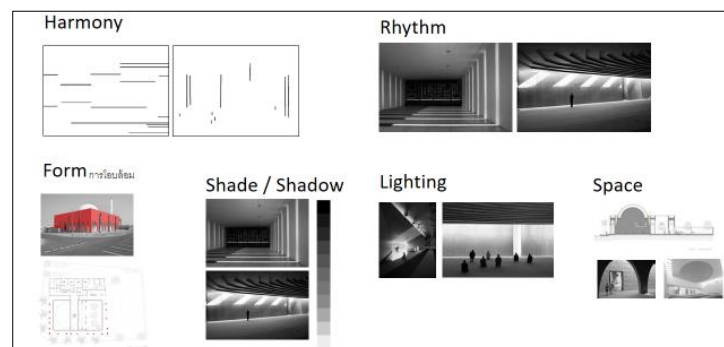 Harmony
Rhythm
Form การโอบล้อม
Shade / Shadow
Lighting
Space